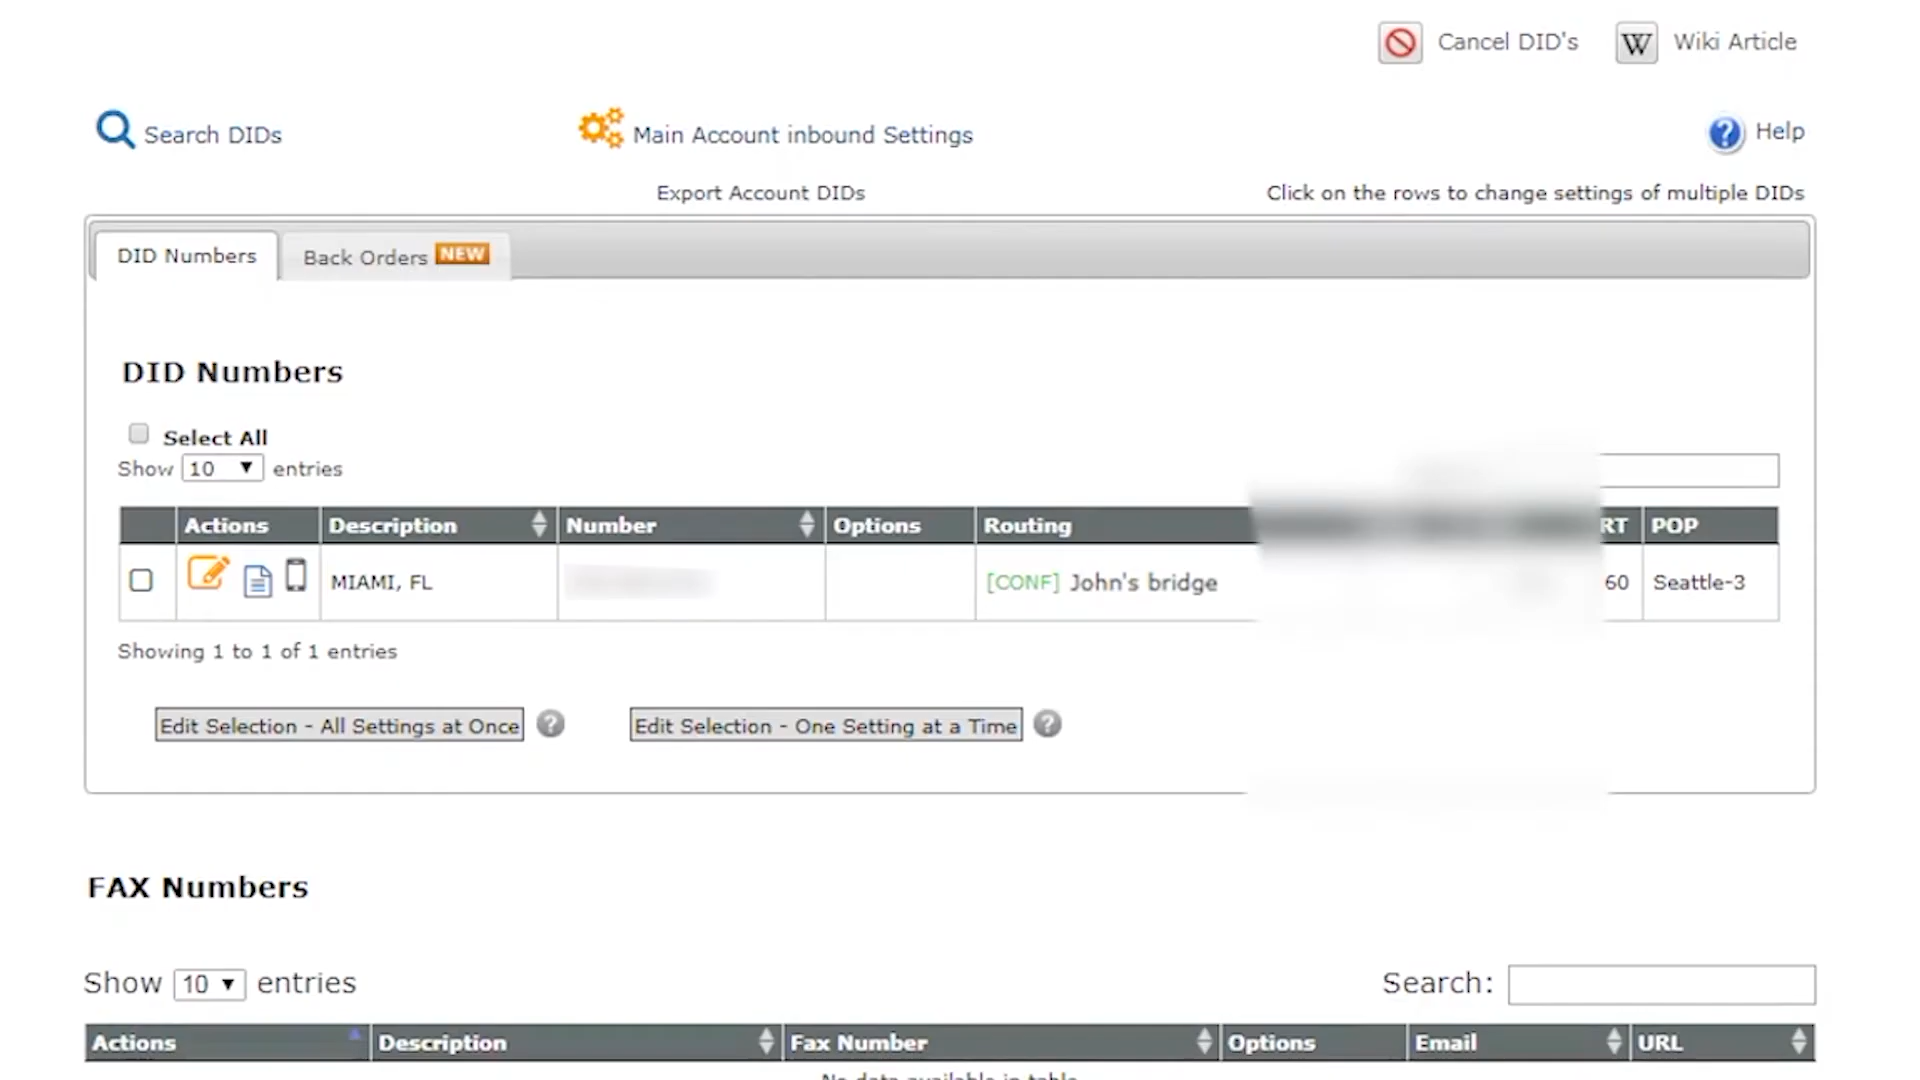 Cancel DID's
Wiki Article
Search DIDs
Main Account inbound Settings
Help
Export Account DIDs
Click on the rows to change settings of multiple DIDs
DID Numbers
Back Orders NEW
DID Numbers
Select All
Show 10 entries
Actions Description Number Options Routing RT POP
MIAMI, FL [CONF] John's bridge 60 Seattle-3
Showing 1 to 1 of 1 entries
Edit Selection - All Settings at Once ?
Edit Selection - One Setting at a Time ?
FAX Numbers
Show 10 entries
Search:
Actions Description Fax Number Options Email URL
No data available in table